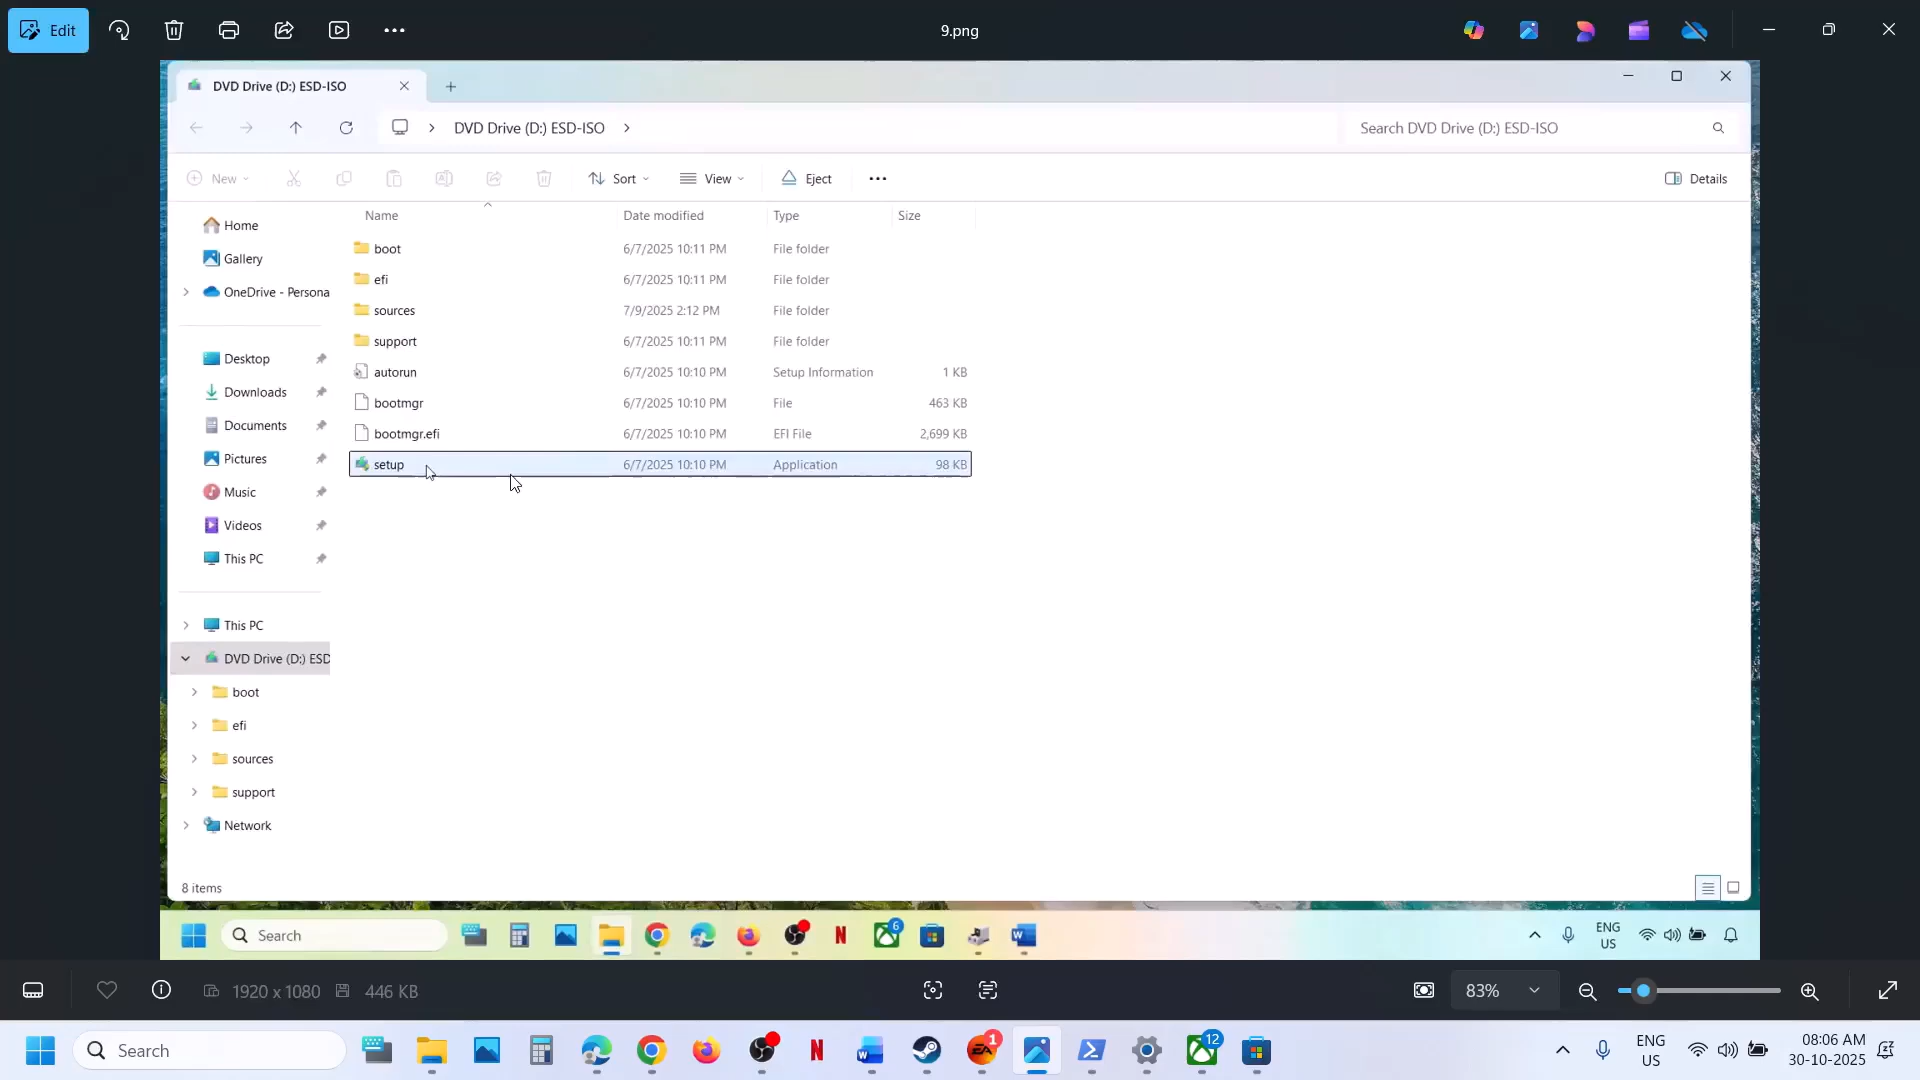 Edit
9.png
DVD Drive (D:) ESD-ISO
DVD Drive (D:) ESD-ISO
Search DVD Drive (D:) ESD-ISO
New
Sort
View
Eject
Details
Name Date modified Type Size
boot 6/7/2025 10:11 PM File folder
efi 6/7/2025 10:11 PM File folder
sources 7/9/2025 2:12 PM File folder
support 6/7/2025 10:11 PM File folder
autorun 6/7/2025 10:10 PM Setup Information 1 KB
bootmgr 6/7/2025 10:10 PM File 463 KB
bootmgr.efi 6/7/2025 10:10 PM EFI File 2,699 KB
setup 6/7/2025 10:10 PM Application 98 KB
Home
Gallery
OneDrive - Persona
Desktop
Downloads
Documents
Pictures
Music
Videos
This PC
This PC
DVD Drive (D:) ESD
boot
efi
sources
support
Network
8 items
Search
6
ENG
US
1920 x 1080
446 KB
83%
Search
1
12
ENG
US
08:06 AM
30-10-2025